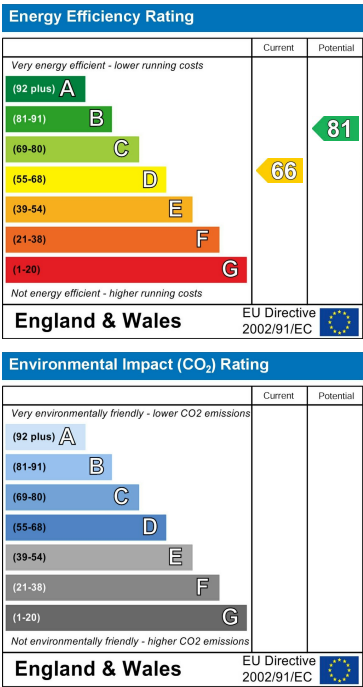 Energy Efficiency Rating
Current Potential
Very energy efficient - lower running costs
(92 plus) A
(81-91) B
(69-80) C
(55-68) D
(39-54) E
(21-38) F
(1-20) G
66
81
Not energy efficient - higher running costs
England & Wales
EU Directive
2002/91/EC
Environmental Impact (CO₂) Rating
Current Potential
Very environmentally friendly - lower CO2 emissions
(92 plus) A
(81-91) B
(69-80) C
(55-68) D
(39-54) E
(21-38) F
(1-20) G
Not environmentally friendly - higher CO2 emissions
England & Wales
EU Directive
2002/91/EC